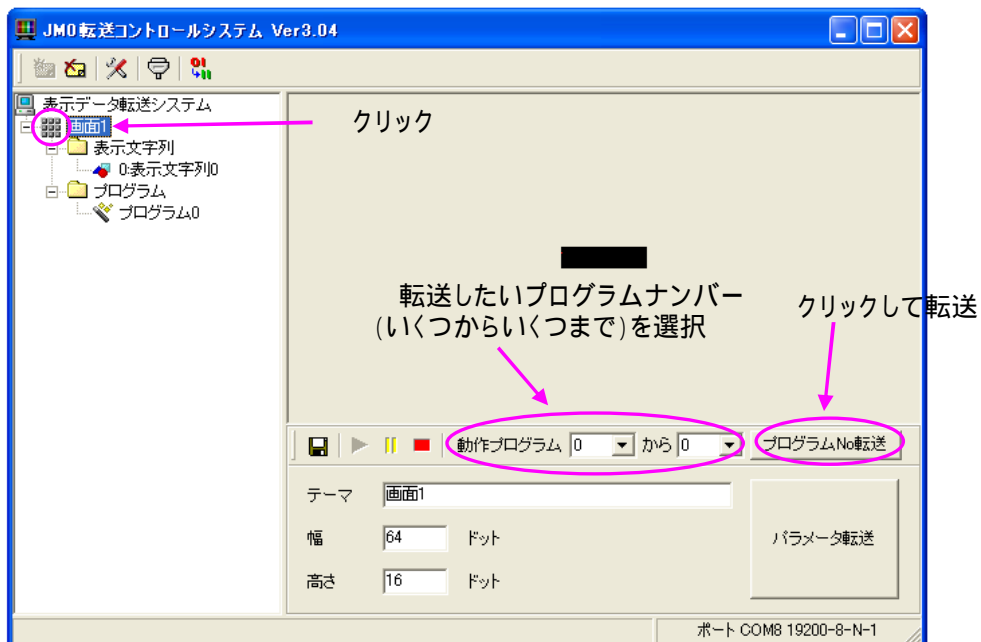 JM0転送コントロールシステム Ver3.04
表示データ転送システム
画面1
クリック
表示文字列
0:表示文字列0
プログラム
プログラム0
転送したいプログラムナンバー
(いくつからいくつまで)を選択
クリックして転送
動作プログラム 0 から 0 プログラムNo転送
テーマ 画面1
幅 64 ドット
パラメータ転送
高さ 16 ドット
ポート COM8 19200-8-N-1